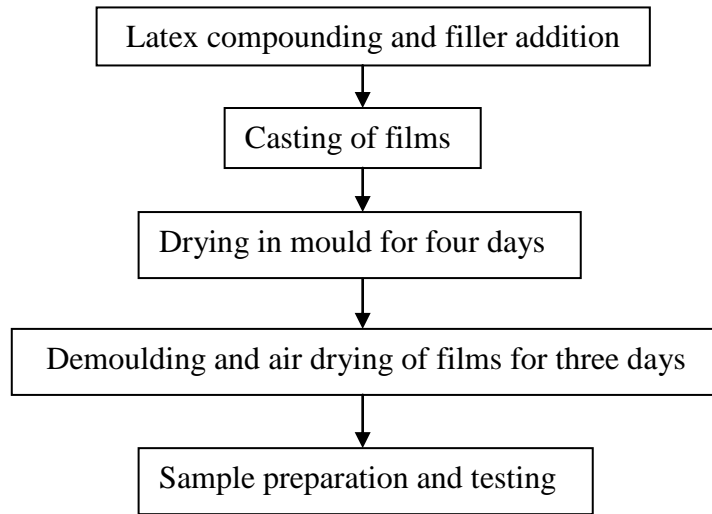 Latex compounding and filler addition
Casting of films
Drying in mould for four days
Demoulding and air drying of films for three days
Sample preparation and testing